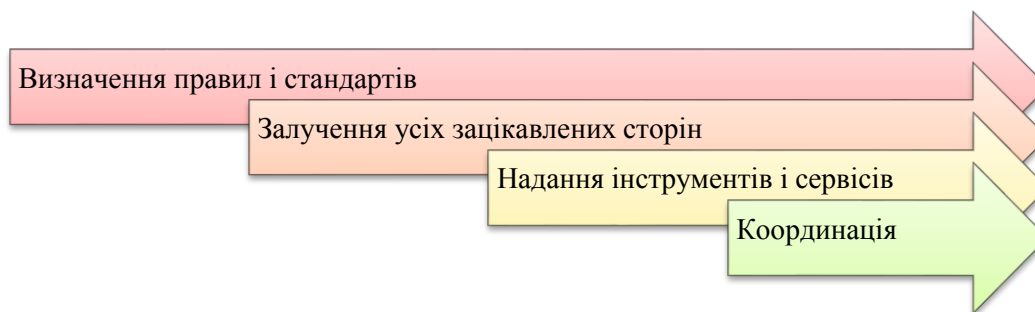 Визначення правил і стандартів
Залучення усіх зацікавлених сторін
Надання інструментів і сервісів
Координація